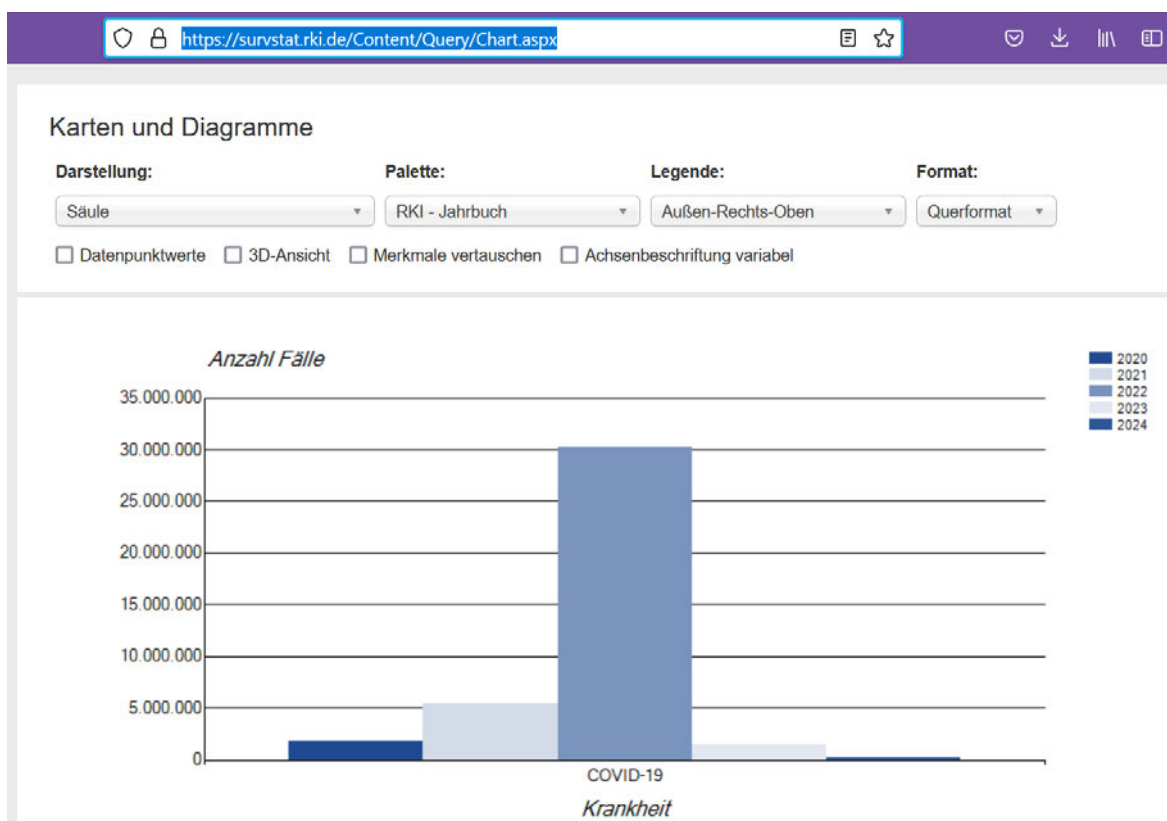 https://survstat.rki.de/Content/Query/Chart.aspx
Karten und Diagramme
Darstellung: Palette: Legende: Format:
Säule RKI - Jahrbuch Außen-Rechts-Oben Querformat
Datenpunktwerte 3D-Ansicht Merkmale vertauschen Achsenbeschriftung variabel
Anzahl Fälle
2020
2021
2022
2023
2024
35.000.000
30.000.000
25.000.000
20.000.000
15.000.000
10.000.000
5.000.000
0
COVID-19
Krankheit